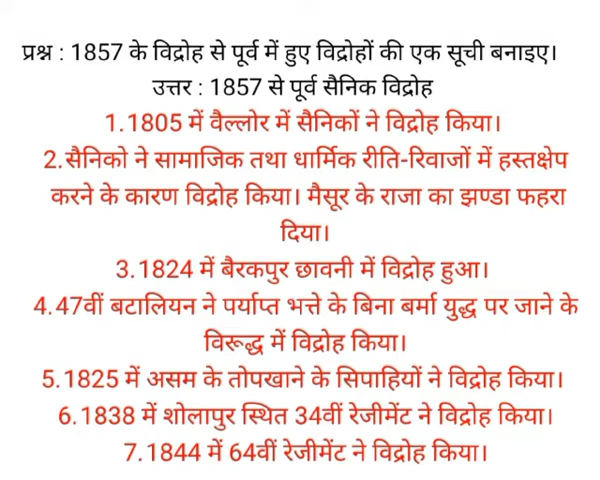 प्रश्न : 1857 के विद्रोह से पूर्व में हुए विद्रोहों की एक सूची बनाइए।
उत्तर : 1857 से पूर्व सैनिक विद्रोह
1.1805 में वैल्लोर में सैनिकों ने विद्रोह किया।
2.सैनिको ने सामाजिक तथा धार्मिक रीति-रिवाजों में हस्तक्षेप
करने के कारण विद्रोह किया। मैसूर के राजा का झण्डा फहरा
दिया।
3.1824 में बैरकपुर छावनी में विद्रोह हुआ।
4.47वीं बटालियन ने पर्याप्त भत्ते के बिना बर्मा युद्ध पर जाने के
विरूद्ध में विद्रोह किया।
5.1825 में असम के तोपखाने के सिपाहियों ने विद्रोह किया।
6.1838 में शोलापुर स्थित 34वीं रेजीमेंट ने विद्रोह किया।
7.1844 में 64वीं रेजीमेंट ने विद्रोह किया।